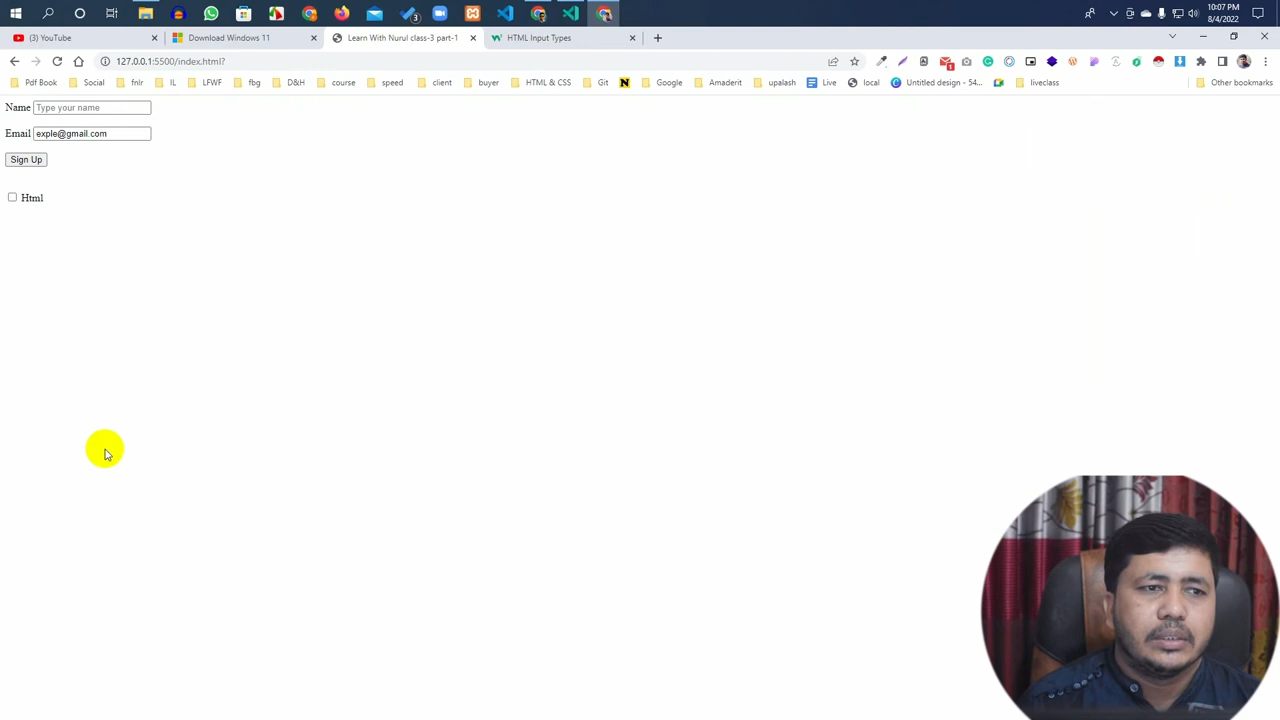 3
10:07 PM
8/4/2022
(3) YouTube
Download Windows 11
Learn With Nurul class-3 part-1
HTML Input Types
127.0.0.1:5500/index.html?
1
Pdf Book Social fnlr IL LFWF fbg D&H course speed client buyer HTML & CSS Git N Google Amaderit upalash Live local Untitled design - 54... liveclass Other bookmarks
Name Type your name
Email exple@gmail.com
Sign Up
Html